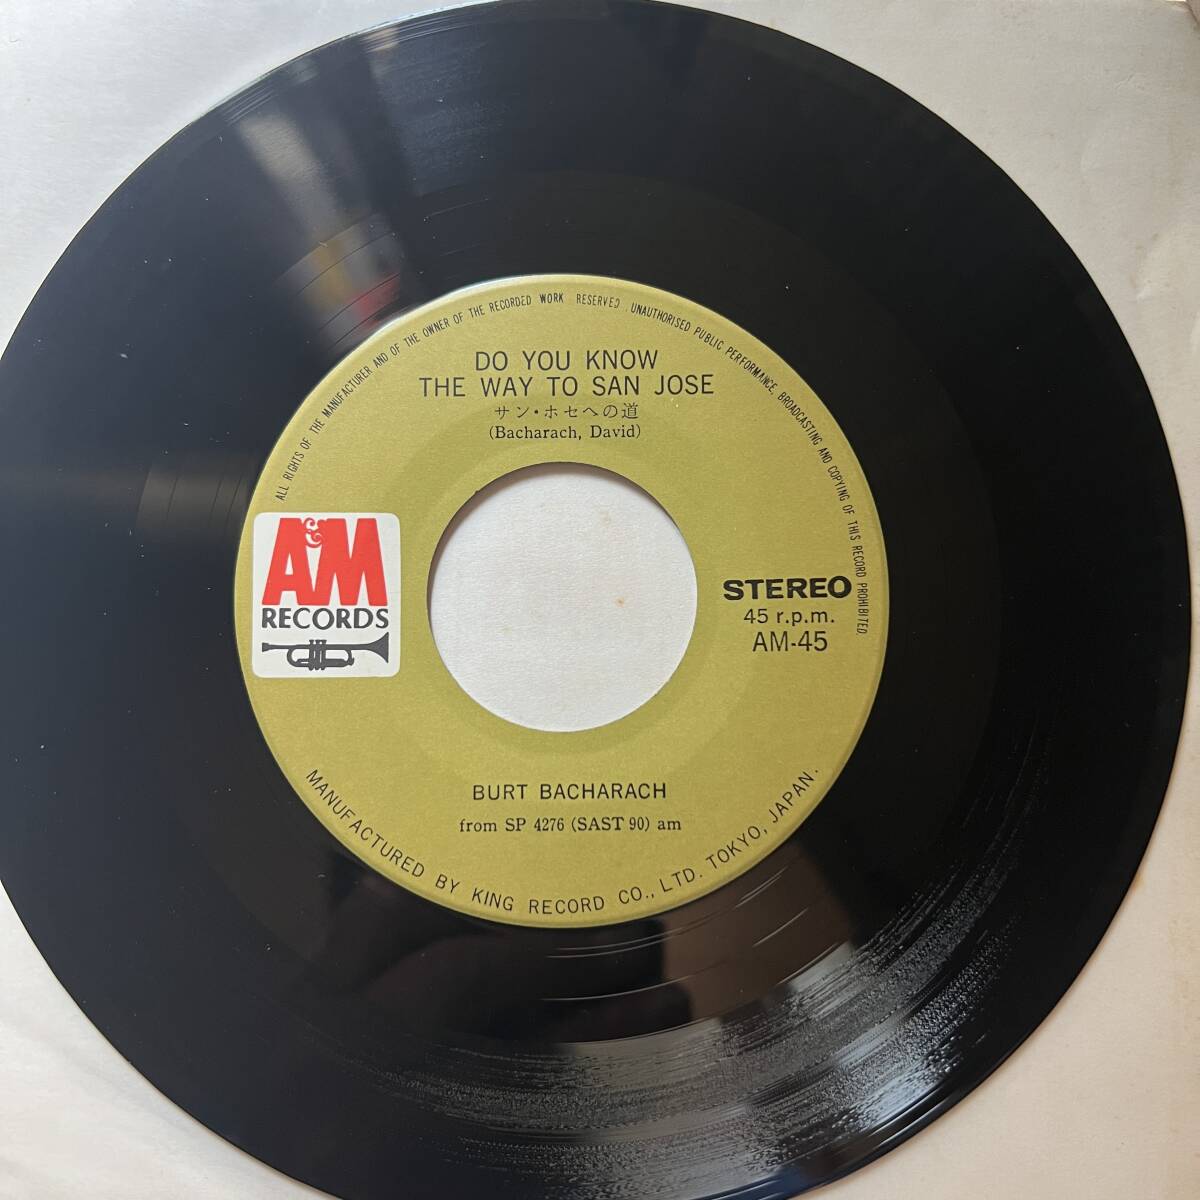 ALL RIGHTS OF THE MANUFACTURER AND OF THE OWNER OF THE RECORDED WORK RESERVED. UNAUTHORISED PUBLIC PERFORMANCE, BROADCASTING AND COPYING OF THIS RECORD PROHIBITED.
DO YOU KNOW
THE WAY TO SAN JOSE
サン・ホセへの道
(Bacharach, David)
A&M
RECORDS
STEREO
45 r.p.m.
AM-45
BURT BACHARACH
from SP 4276 (SAST 90) am
MANUFACTURED BY KING RECORD CO., LTD. TOKYO, JAPAN.